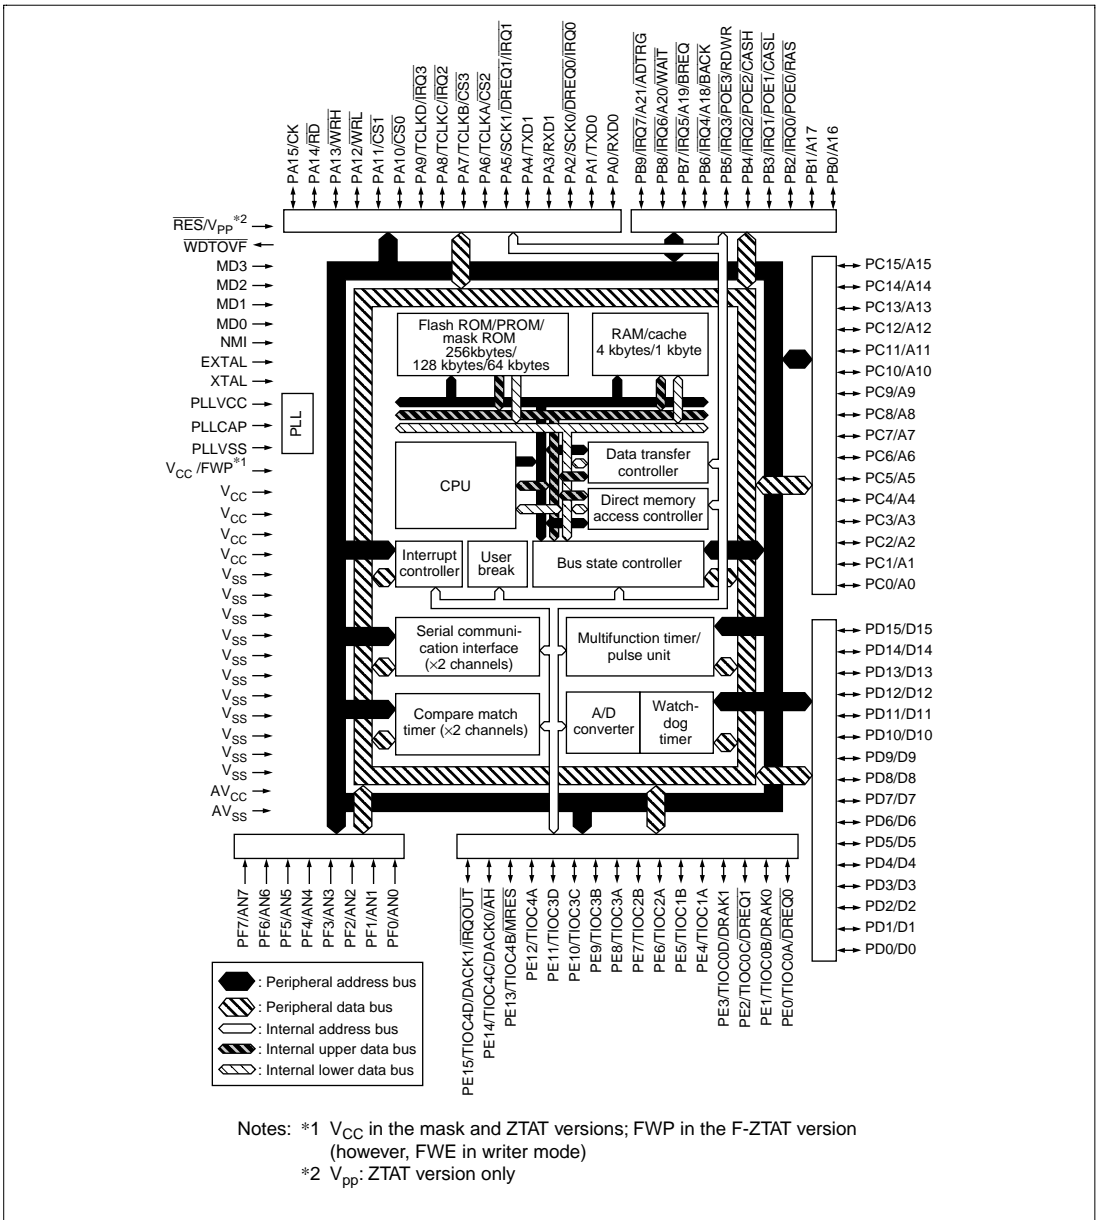 PA15/CK
PA14/RD
PA13/WRH
PA12/WRL
PA11/CS1
PA10/CS0
PA9/TCLKD/IRQ3
PA8/TCLKC/IRQ2
PA7/TCLKB/CS3
PA6/TCLKA/CS2
PA5/SCK1/DREQ1/IRQ1
PA4/TXD1
PA3/RXD1
PA2/SCK0/DREQ0/IRQ0
PA1/TXD0
PA0/RXD0
PB9/IRQ7/A21/ADTRG
PB8/IRQ6/A20/WAIT
PB7/IRQ5/A19/BREQ
PB6/IRQ4/A18/BACK
PB5/IRQ3/POE3/RDWR
PB4/IRQ2/POE2/CASH
PB3/IRQ1/POE1/CASL
PB2/IRQ0/POE0/RAS
PB1/A17
PB0/A16
RES/VPP*2
WDTOVF
MD3
MD2
MD1
MD0
NMI
EXTAL
XTAL
PLLVCC
PLLCAP
PLLVSS
VCC /FWP*1
VCC
VCC
VCC
VCC
VSS
VSS
VSS
VSS
VSS
VSS
VSS
VSS
VSS
VSS
VSS
AVCC
AVSS
PLL
Flash ROM/PROM/
mask ROM
256kbytes/
128 kbytes/64 kbytes
RAM/cache
4 kbytes/1 kbyte
CPU
Data transfer
controller
Direct memory
access controller
Interrupt
controller
User
break
Bus state controller
Serial communi-
cation interface
(×2 channels)
Multifunction timer/
pulse unit
Compare match
timer (×2 channels)
A/D
converter
Watch-
dog
timer
PC15/A15
PC14/A14
PC13/A13
PC12/A12
PC11/A11
PC10/A10
PC9/A9
PC8/A8
PC7/A7
PC6/A6
PC5/A5
PC4/A4
PC3/A3
PC2/A2
PC1/A1
PC0/A0
PD15/D15
PD14/D14
PD13/D13
PD12/D12
PD11/D11
PD10/D10
PD9/D9
PD8/D8
PD7/D7
PD6/D6
PD5/D5
PD4/D4
PD3/D3
PD2/D2
PD1/D1
PD0/D0
PF7/AN7
PF6/AN6
PF5/AN5
PF4/AN4
PF3/AN3
PF2/AN2
PF1/AN1
PF0/AN0
PE15/TIOC4D/DACK1/IRQOUT
PE14/TIOC4C/DACK0/AH
PE13/TIOC4B/MRES
PE12/TIOC4A
PE11/TIOC3D
PE10/TIOC3C
PE9/TIOC3B
PE8/TIOC3A
PE7/TIOC2B
PE6/TIOC2A
PE5/TIOC1B
PE4/TIOC1A
PE3/TIOC0D/DRAK1
PE2/TIOC0C/DREQ1
PE1/TIOC0B/DRAK0
PE0/TIOC0A/DREQ0
: Peripheral address bus
: Peripheral data bus
: Internal address bus
: Internal upper data bus
: Internal lower data bus
Notes: *1 VCC in the mask and ZTAT versions; FWP in the F-ZTAT version
(however, FWE in writer mode)
*2 Vpp: ZTAT version only